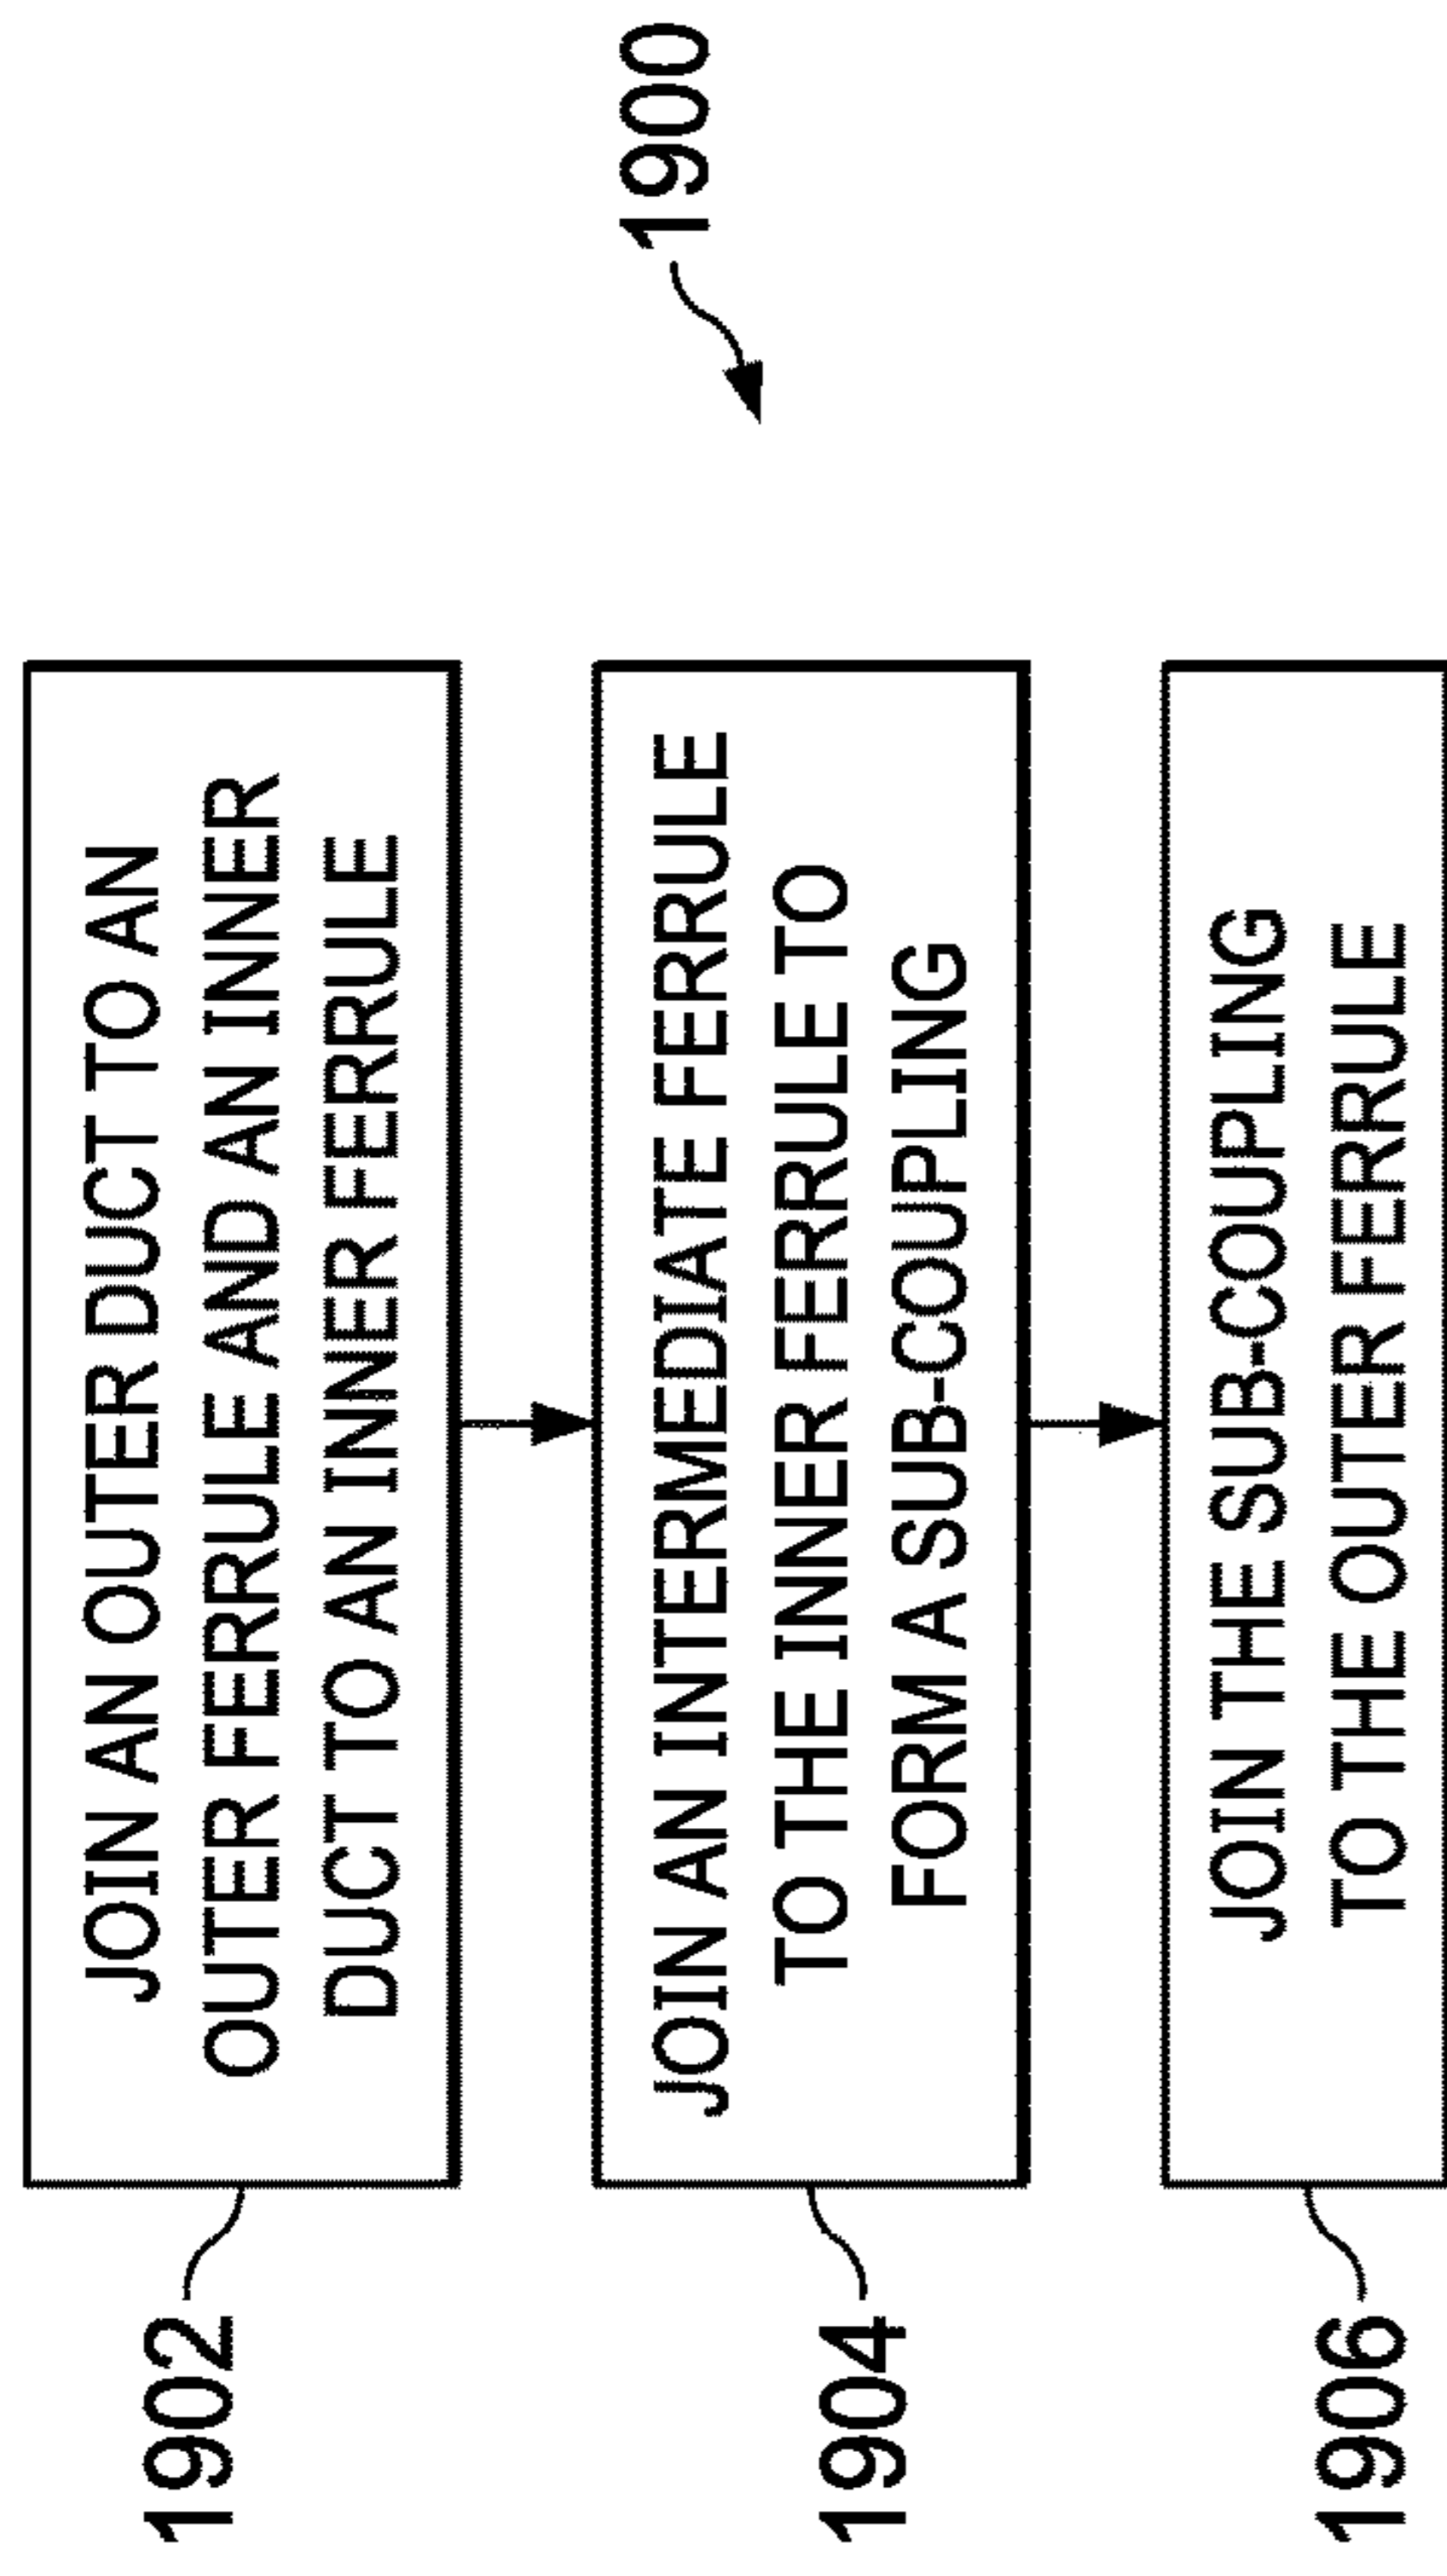 1900
1902
JOIN AN OUTER DUCT TO AN
OUTER FERRULE AND AN INNER
DUCT TO AN INNER FERRULE
1904
JOIN AN INTERMEDIATE FERRULE
TO THE INNER FERRULE TO
FORM A SUB-COUPLING
1906
JOIN THE SUB-COUPLING
TO THE OUTER FERRULE